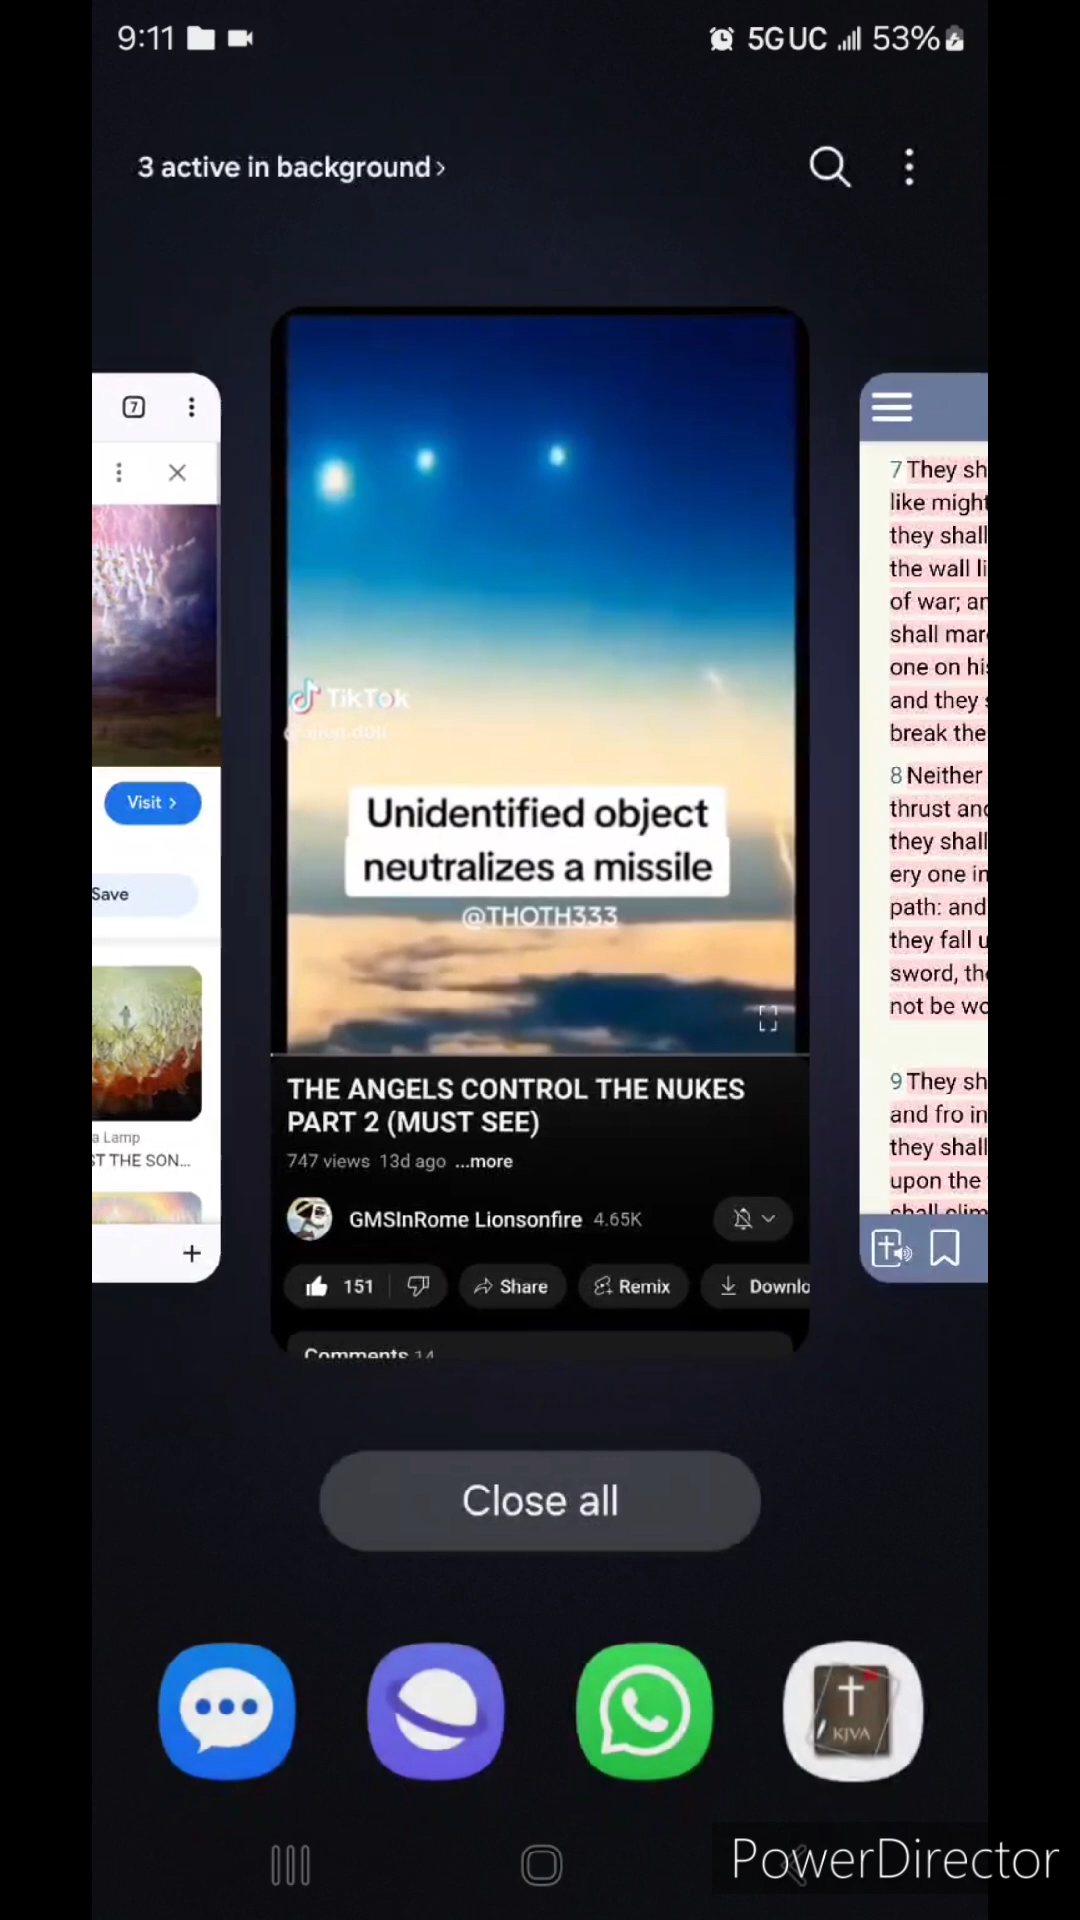 9:11
5G UC
53%
3 active in background >
7
Visit >
Save
a Lamp
ST THE SON...
TikTok
Unidentified object
neutralizes a missile
@THOTH333
THE ANGELS CONTROL THE NUKES
PART 2 (MUST SEE)
747 views 13d ago ...more
GMSInRome Lionsonfire 4.65K
151
Share
Remix
Downlo
Comments 14
7 They sh
like might
they shall
the wall li
of war; an
shall mar
one on his
and they s
break the
8 Neither
thrust and
they shall
ery one in
path: and
they fall u
sword, the
not be wo
9 They sh
and fro in
they shall
upon the
shall clim
Close all
KJVA
PowerDirector